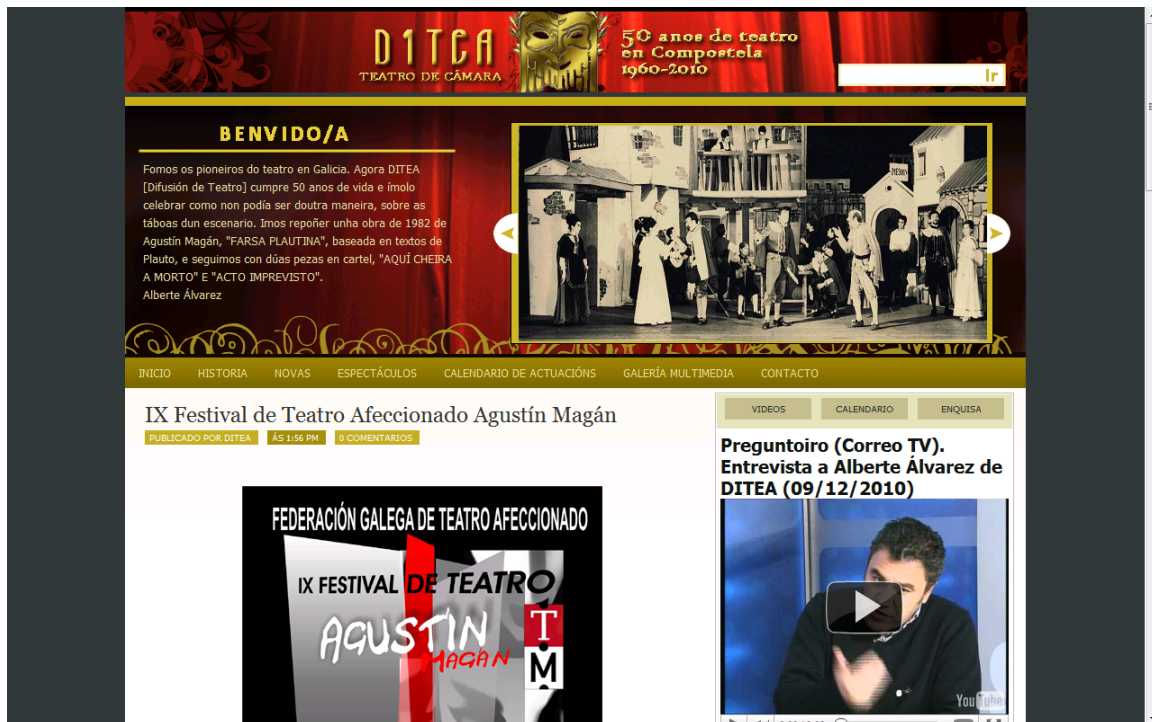 DITEA
TEATRO DE CÁMARA
50 anos de teatro
en Compostela
1960-2010
Ir
BENVIDO/A
Fomos os pioneiros do teatro en Galicia. Agora DITEA
[Difusión de Teatro] cumpre 50 anos de vida e ímolo
celebrar como non podía ser doutra maneira, sobre as
táboas dun escenario. Imos repoñer unha obra de 1982 de
Agustín Magán, "FARSA PLAUTINA", baseada en textos de
Plauto, e seguimos con dúas pezas en cartel, "AQUÍ CHEIRA
A MORTO" E "ACTO IMPREVISTO".
Alberte Álvarez
INICIO HISTORIA NOVAS ESPECTÁCULOS CALENDARIO DE ACTUACIÓNS GALERÍA MULTIMEDIA CONTACTO
IX Festival de Teatro Afeccionado Agustín Magán
PUBLICADO POR DITEA ÁS 1:56 PM 0 COMENTARIOS
FEDERACIÓN GALEGA DE TEATRO AFECCIONADO
IX FESTIVAL DE TEATRO
AGUSTIN
MAGÁN
T
M
VIDEOS CALENDARIO ENQUISA
Preguntoiro (Correo TV).
Entrevista a Alberte Álvarez de
DITEA (09/12/2010)
YouTube